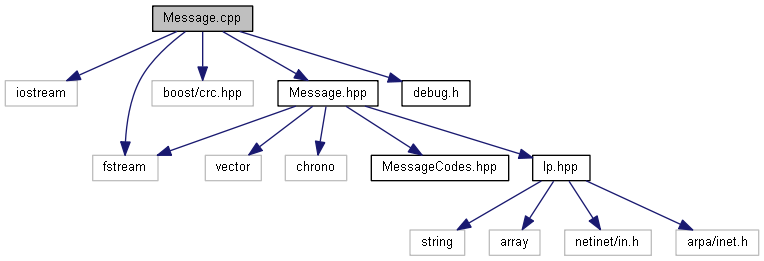 Message.cpp
iostream
boost/crc.hpp
Message.hpp
debug.h
fstream
vector
chrono
MessageCodes.hpp
Ip.hpp
string
array
netinet/in.h
arpa/inet.h